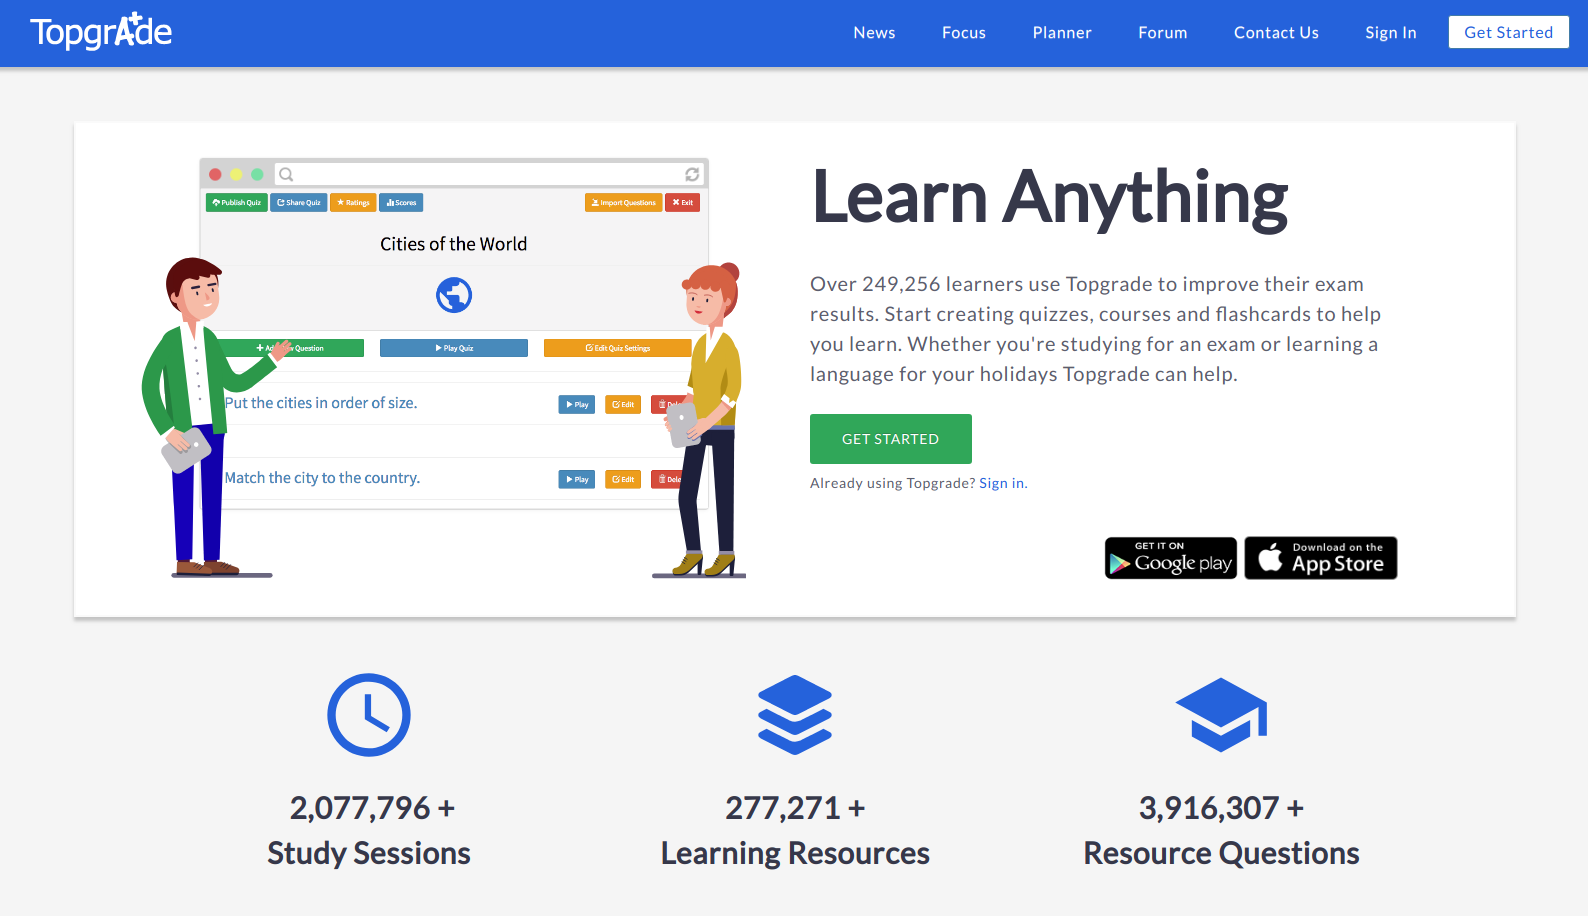 Topgrade
News
Focus
Planner
Forum
Contact Us
Sign In
Get Started
Publish Quiz
Share Quiz
Ratings
Scores
Import Questions
Exit
Cities of the World
Question
Play Quiz
Edit Quiz Settings
Put the cities in order of size.
Play
Edit
Match the city to the country.
Play
Edit
Learn Anything
Over 249,256 learners use Topgrade to improve their exam
results. Start creating quizzes, courses and flashcards to help
you learn. Whether you're studying for an exam or learning a
language for your holidays Topgrade can help.
GET STARTED
Already using Topgrade? Sign in.
GET IT ON
Google play
Download on the
App Store
2,077,796 +
Study Sessions
277,271 +
Learning Resources
3,916,307 +
Resource Questions